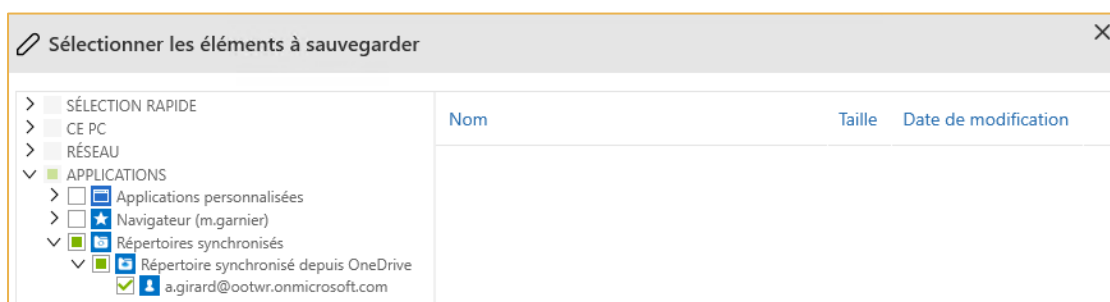 Sélectionner les éléments à sauvegarder
SÉLECTION RAPIDE
CE PC
RÉSEAU
APPLICATIONS
Applications personnalisées
Navigateur (m.garnier)
Répertoires synchronisés
Répertoire synchronisé depuis OneDrive
a.girard@ootwr.onmicrosoft.com
Nom Taille Date de modification